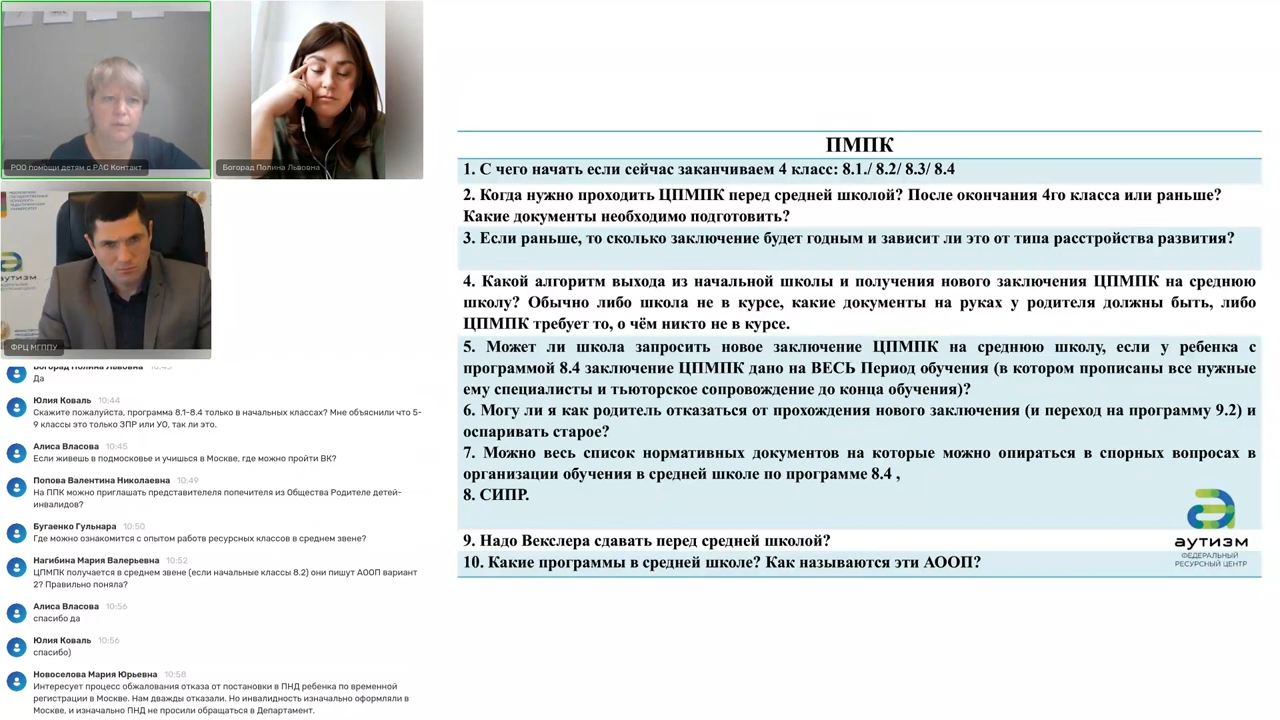 РОО помощи детям с РАС Контакт
Богорад Полина Львовна
аутизм
ФРЦ МГППУ
Богорад Полина Львовна 10:43
Да
Юлия Коваль 10:44
Скажите пожалуйста, программа 8.1-8.4 только в начальных классах? Мне объяснили что 5-
9 классы это только ЗПР или УО, так ли это.
Алиса Власова 10:45
Если живешь в подмосковье и учишься в Москве, где можно пройти ВК?
Попова Валентина Николаевна 10:49
На ППК можно приглашать представителя попечителя из Общества Родителе детей-
инвалидов?
Бугаенко Гульнара 10:50
Где можно ознакомится с опытом работв ресурсных классов в среднем звене?
Нагибина Мария Валерьевна 10:52
ЦПМПК получается в среднем звене (если начальные классы 8.2) они пишут АООП вариант
2? Правильно поняла?
Алиса Власова 10:56
спасибо да
Юлия Коваль 10:56
спасибо)
Новоселова Мария Юрьевна 10:58
Интересует процесс обжалования отказа от постановки в ПНД ребенка по временной
регистрации в Москве. Нам дважды отказали. Но инвалидность изначально оформляли в
Москве, и изначально ПНД не просили обращаться в Департамент.
ПМПК
1. С чего начать если сейчас заканчиваем 4 класс: 8.1./ 8.2/ 8.3/ 8.4
2. Когда нужно проходить ЦПМПК перед средней школой? После окончания 4го класса или раньше?
Какие документы необходимо подготовить?
3. Если раньше, то сколько заключение будет годным и зависит ли это от типа расстройства развития?
4. Какой алгоритм выхода из начальной школы и получения нового заключения ЦПМПК на среднюю
школу? Обычно либо школа не в курсе, какие документы на руках у родителя должны быть, либо
ЦПМПК требует то, о чём никто не в курсе.
5. Может ли школа запросить новое заключение ЦПМПК на среднюю школу, если у ребенка с
программой 8.4 заключение ЦПМПК дано на ВЕСЬ Период обучения (в котором прописаны все нужные
ему специалисты и тьюторское сопровождение до конца обучения)?
6. Могу ли я как родитель отказаться от прохождения нового заключения (и переход на программу 9.2) и
оспаривать старое?
7. Можно весь список нормативных документов на которые можно опираться в спорных вопросах в
организации обучения в средней школе по программе 8.4 ,
8. СИПР.
9. Надо Векслера сдавать перед средней школой?
10. Какие программы в средней школе? Как называются эти АООП?
аутизм
ФЕДЕРАЛЬНЫЙ
РЕСУРСНЫЙ ЦЕНТР